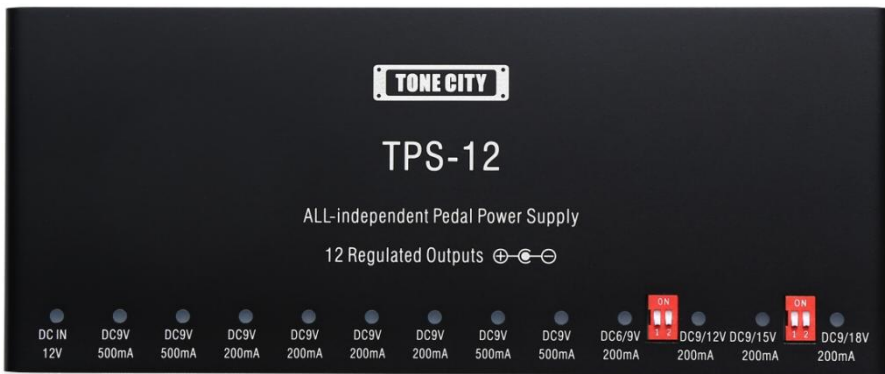 TONE CITY
TPS-12
ALL-independent Pedal Power Supply
12 Regulated Outputs
ON
1 2
ON
1 2
DC IN DC9V DC9V DC9V DC9V DC9V DC9V DC9V DC9V DC6/9V DC9/12V DC9/15V DC9/18V
12V 500mA 500mA 200mA 200mA 200mA 200mA 500mA 500mA 200mA 200mA 200mA 200mA